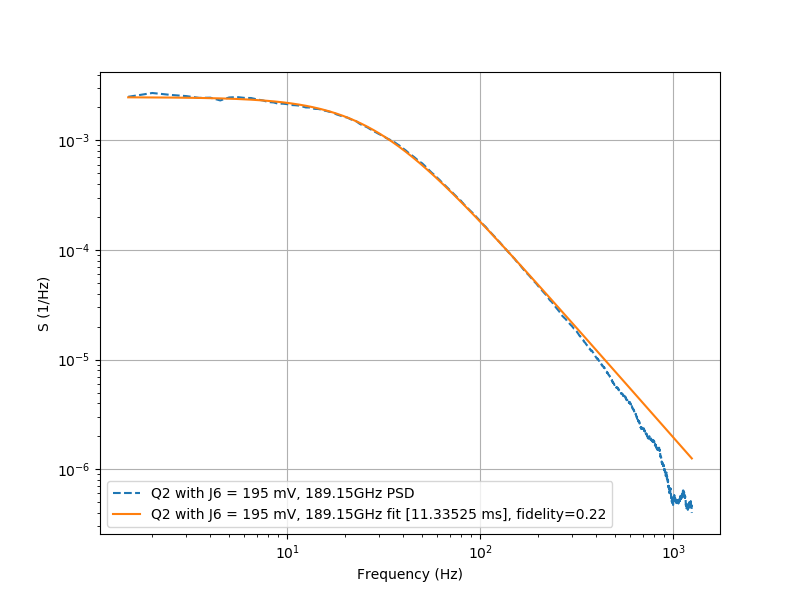 10⁻³
10⁻⁴
10⁻⁵
10⁻⁶
S (1/Hz)
Q2 with J6 = 195 mV, 189.15GHz PSD
Q2 with J6 = 195 mV, 189.15GHz fit [11.33525 ms], fidelity=0.22
10¹ 10² 10³
Frequency (Hz)